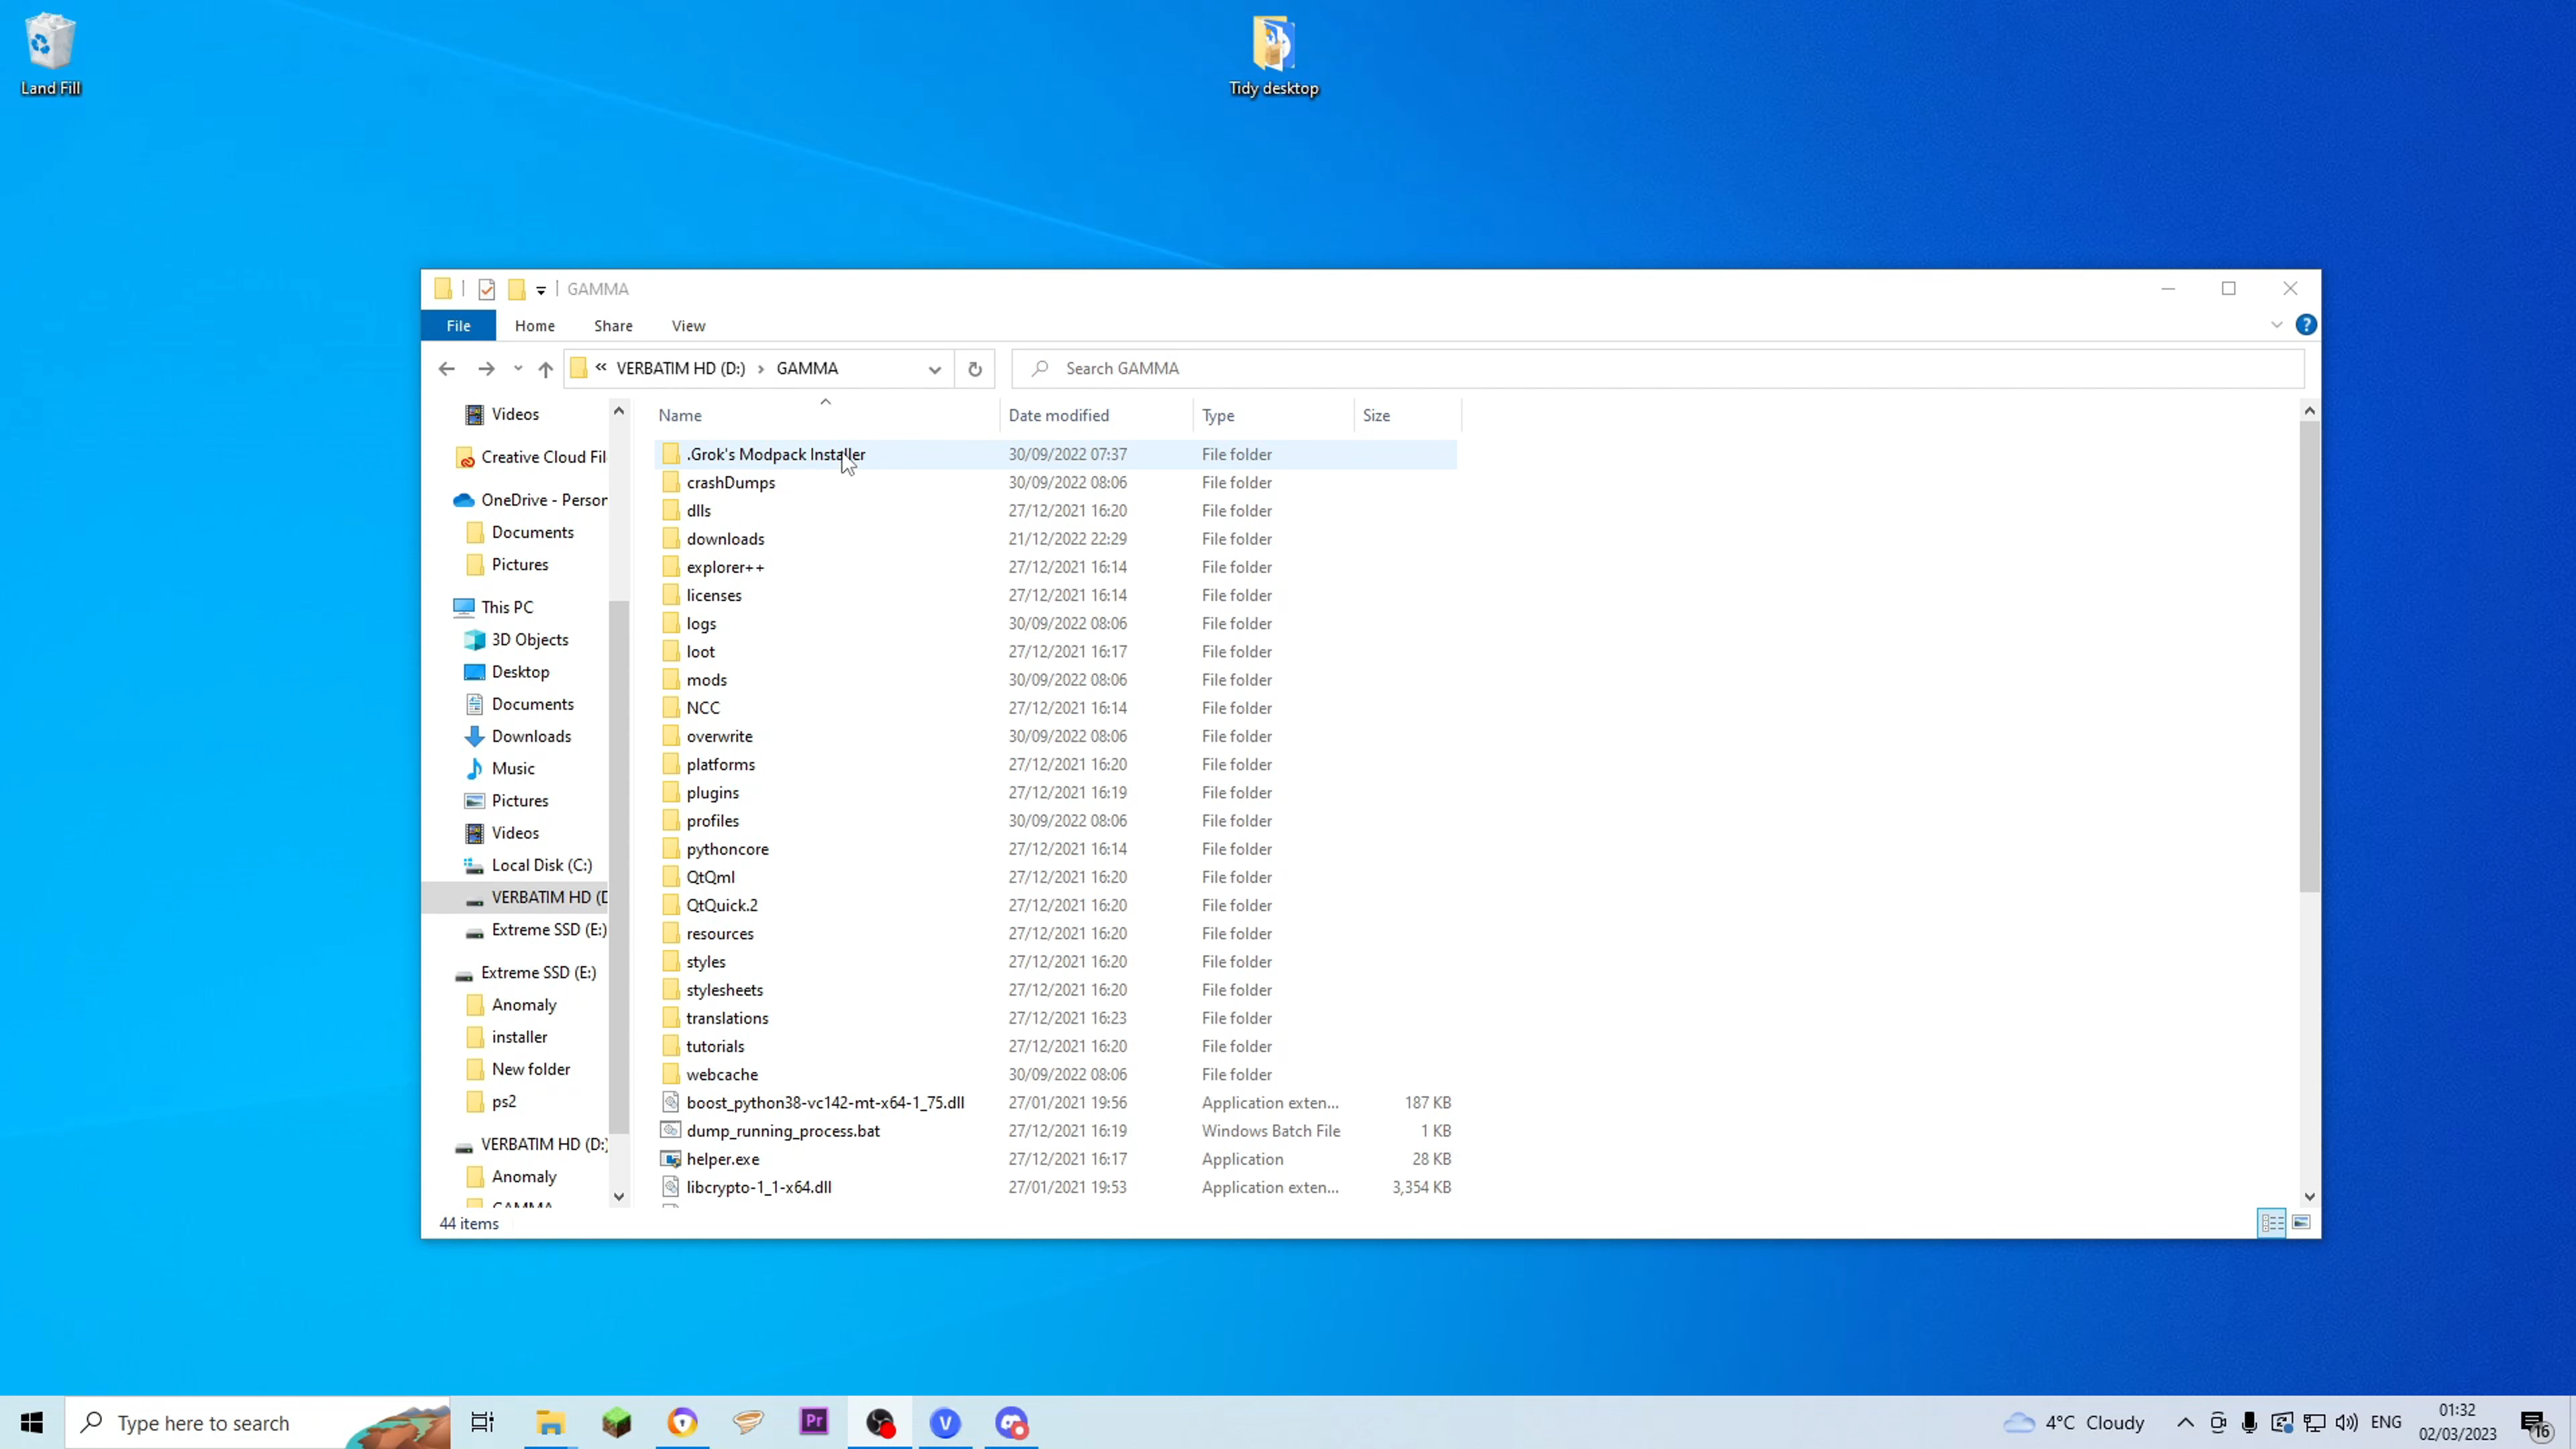 Land Fill
Tidy desktop
GAMMA
File Home Share View
« VERBATIM HD (D:) › GAMMA
Search GAMMA
Videos
Creative Cloud Fil
OneDrive - Person
Documents
Pictures
This PC
3D Objects
Desktop
Documents
Downloads
Music
Pictures
Videos
Local Disk (C:)
VERBATIM HD (D
Extreme SSD (E:)
Extreme SSD (E:)
Anomaly
installer
New folder
ps2
VERBATIM HD (D:)
Anomaly
GAMMA
Name Date modified Type Size
.Grok's Modpack Installer 30/09/2022 07:37 File folder
crashDumps 30/09/2022 08:06 File folder
dlls 27/12/2021 16:20 File folder
downloads 21/12/2022 22:29 File folder
explorer++ 27/12/2021 16:14 File folder
licenses 27/12/2021 16:14 File folder
logs 30/09/2022 08:06 File folder
loot 27/12/2021 16:17 File folder
mods 30/09/2022 08:06 File folder
NCC 27/12/2021 16:14 File folder
overwrite 30/09/2022 08:06 File folder
platforms 27/12/2021 16:20 File folder
plugins 27/12/2021 16:19 File folder
profiles 30/09/2022 08:06 File folder
pythoncore 27/12/2021 16:14 File folder
QtQml 27/12/2021 16:20 File folder
QtQuick.2 27/12/2021 16:20 File folder
resources 27/12/2021 16:20 File folder
styles 27/12/2021 16:20 File folder
stylesheets 27/12/2021 16:20 File folder
translations 27/12/2021 16:23 File folder
tutorials 27/12/2021 16:20 File folder
webcache 30/09/2022 08:06 File folder
boost_python38-vc142-mt-x64-1_75.dll 27/01/2021 19:56 Application exten... 187 KB
dump_running_process.bat 27/12/2021 16:19 Windows Batch File 1 KB
helper.exe 27/12/2021 16:17 Application 28 KB
libcrypto-1_1-x64.dll 27/01/2021 19:53 Application exten... 3,354 KB
44 items
Type here to search
Pr
V
4°C Cloudy
ENG
01:32
02/03/2023
16